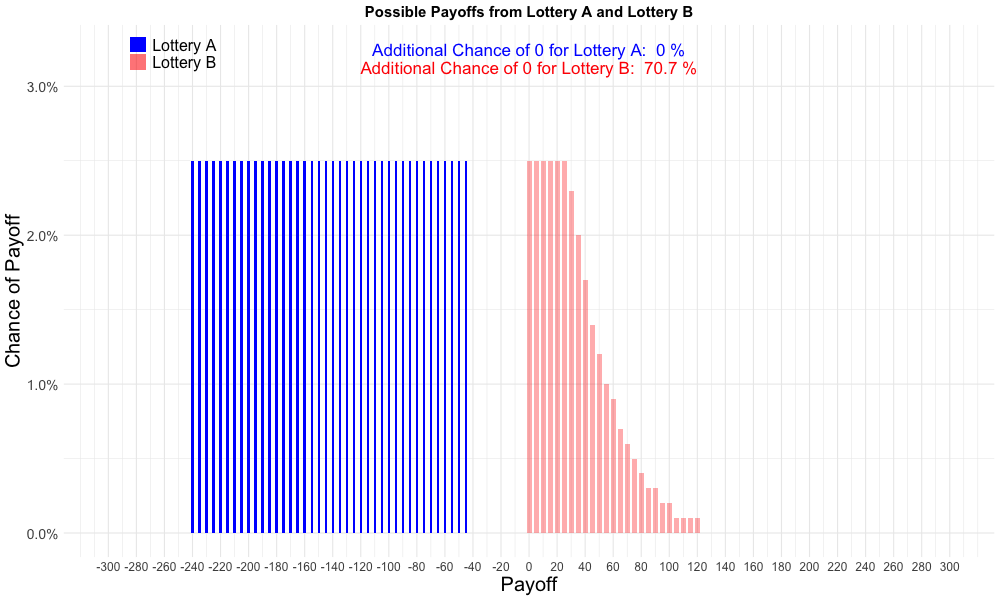 Possible Payoffs from Lottery A and Lottery B
Lottery A
Lottery B
Additional Chance of 0 for Lottery A:  0 %
Additional Chance of 0 for Lottery B:  70.7 %
Chance of Payoff
3.0%
2.0%
1.0%
0.0%
-300 -280 -260 -240 -220 -200 -180 -160 -140 -120 -100 -80 -60 -40 -20 0 20 40 60 80 100 120 140 160 180 200 220 240 260 280 300
Payoff